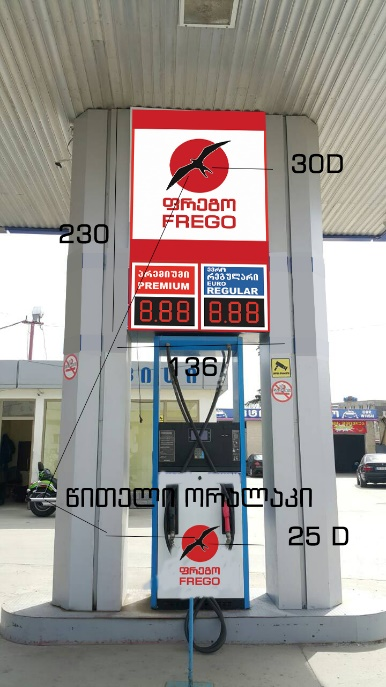 30D
ფრეგო
FREGO
230
პრემიუმი
PREMIUM
8.88
ევრო
რეგულარი
EURO
REGULAR
8.88
136
წითელი ორალაკი
25 D
ფრეგო
FREGO